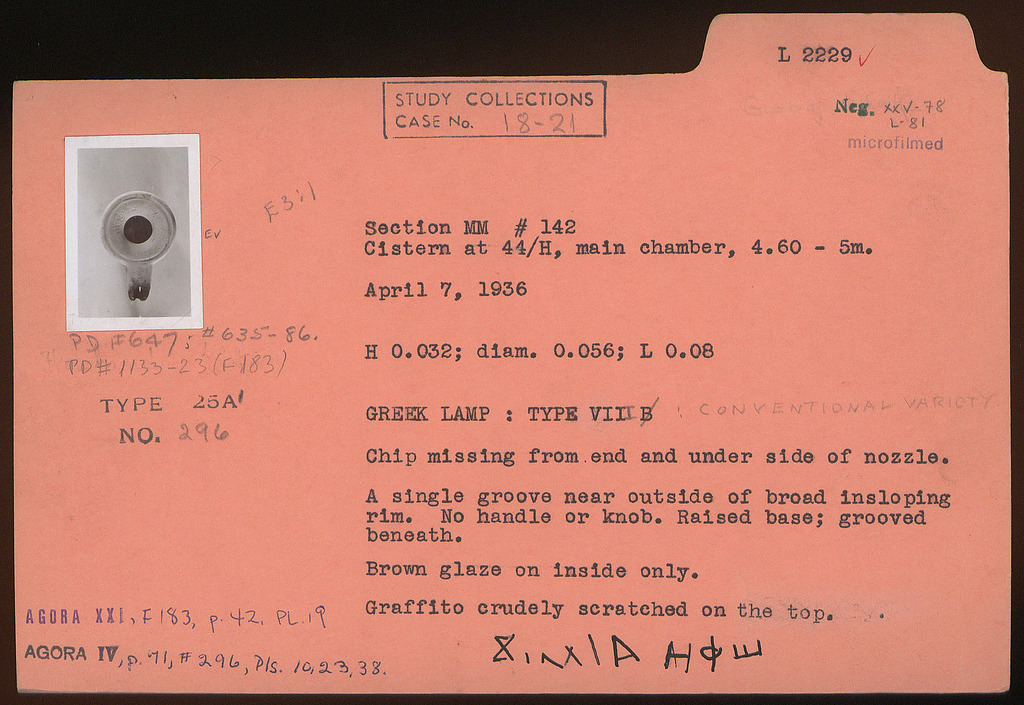 L 2229 ✓
STUDY COLLECTIONS
CASE No. 18-21
Neg. XXV-78
L-81
microfilmed
E3:1
EV
Section MM # 142
Cistern at 44/H, main chamber, 4.60 - 5m.
April 7, 1936
PD #647; #635-86.
PD# 1133-23 (F183)
H 0.032; diam. 0.056; L 0.08
TYPE 25A'
NO. 296
GREEK LAMP : TYPE VII B : CONVENTIONAL VARIETY
Chip missing from end and under side of nozzle.
A single groove near outside of broad insloping
rim. No handle or knob. Raised base; grooved
beneath.
Brown glaze on inside only.
Graffito crudely scratched on the top.
AGORA XXI, F183, p. 42, PL. 19
AGORA IV, p. 71, # 296, Pls. 10, 23, 38.